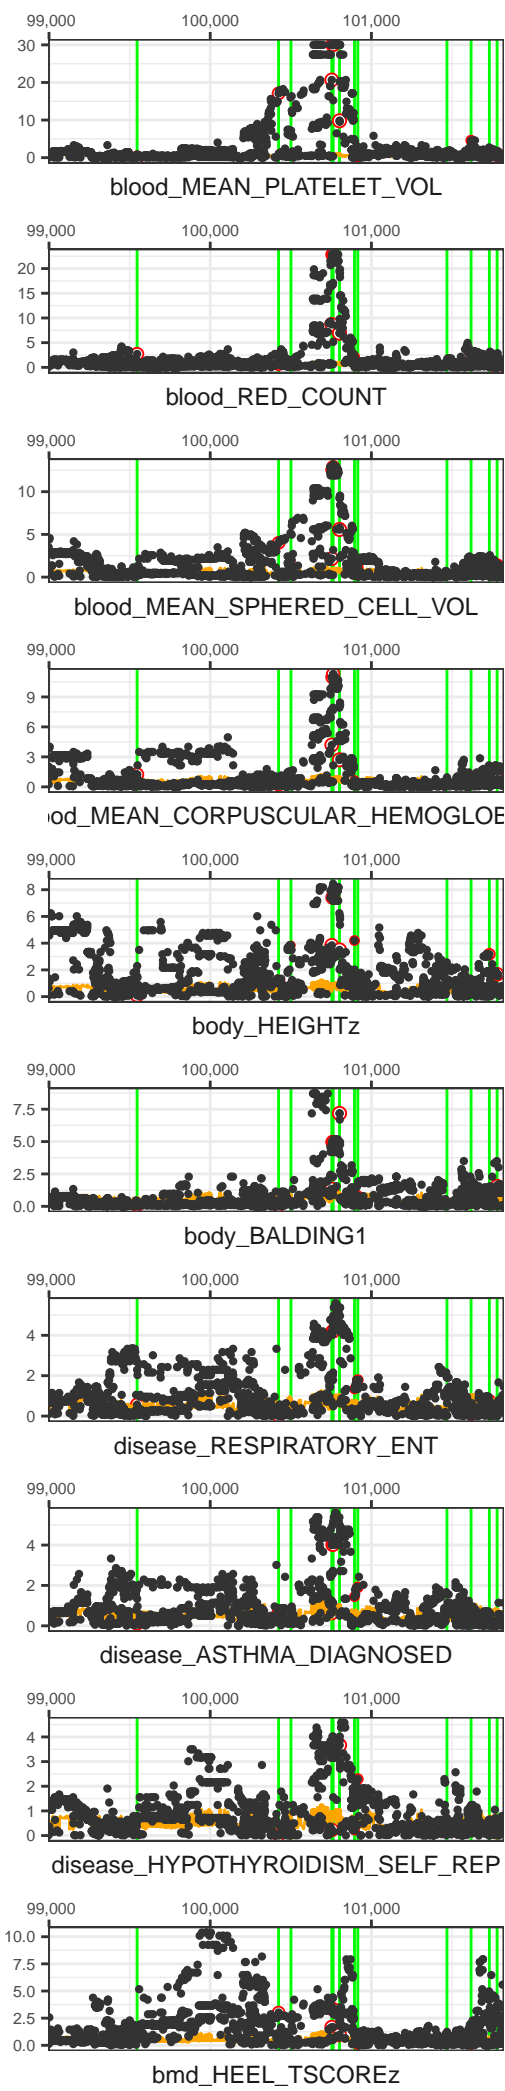 99,000 100,000 101,000
30
20
10
0
blood_MEAN_PLATELET_VOL
99,000 100,000 101,000
20
15
10
5
0
blood_RED_COUNT
99,000 100,000 101,000
10
5
0
blood_MEAN_SPHERED_CELL_VOL
99,000 100,000 101,000
9
6
3
0
ood_MEAN_CORPUSCULAR_HEMOGLOB
99,000 100,000 101,000
8
6
4
2
0
body_HEIGHTz
99,000 100,000 101,000
7.5
5.0
2.5
0.0
body_BALDING1
99,000 100,000 101,000
4
2
0
disease_RESPIRATORY_ENT
99,000 100,000 101,000
4
2
0
disease_ASTHMA_DIAGNOSED
99,000 100,000 101,000
4
3
2
1
0
disease_HYPOTHYROIDISM_SELF_REP
99,000 100,000 101,000
10.0
7.5
5.0
2.5
0.0
bmd_HEEL_TSCOREz